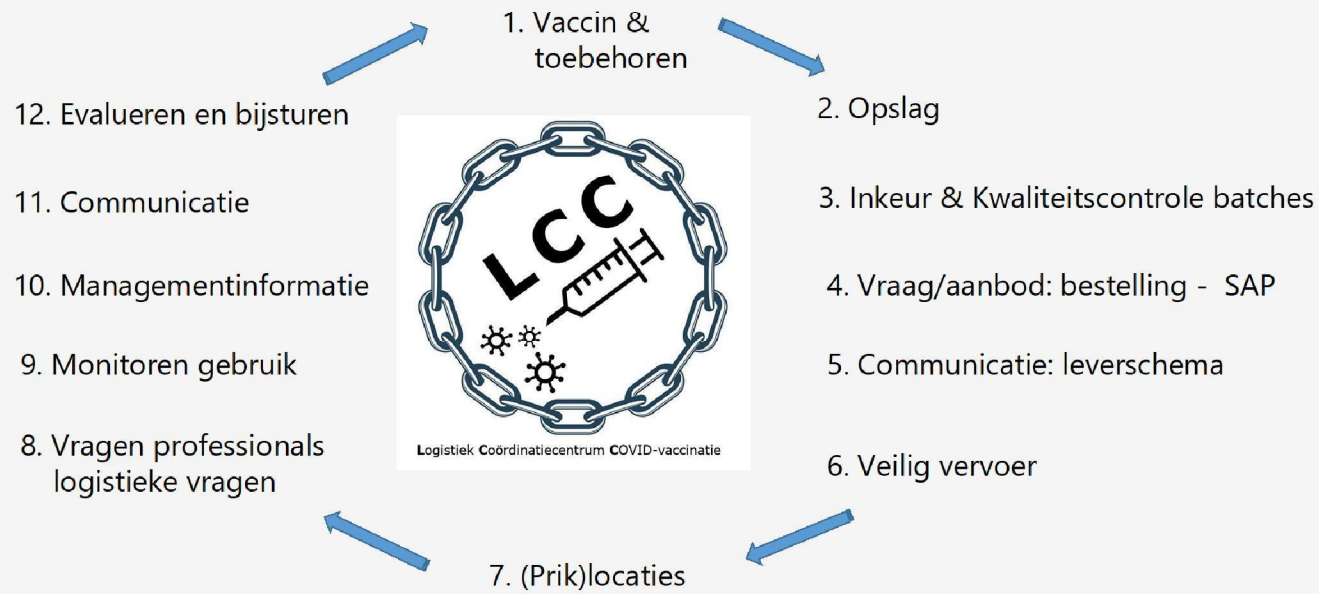 1. Vaccin &
toebehoren
2. Opslag
3. Inkeur & Kwaliteitscontrole batches
4. Vraag/aanbod: bestelling - SAP
5. Communicatie: leverschema
6. Veilig vervoer
7. (Prik)locaties
8. Vragen professionals
logistieke vragen
9. Monitoren gebruik
10. Managementinformatie
11. Communicatie
12. Evalueren en bijsturen
LCC
Logistiek Coördinatiecentrum COVID-vaccinatie